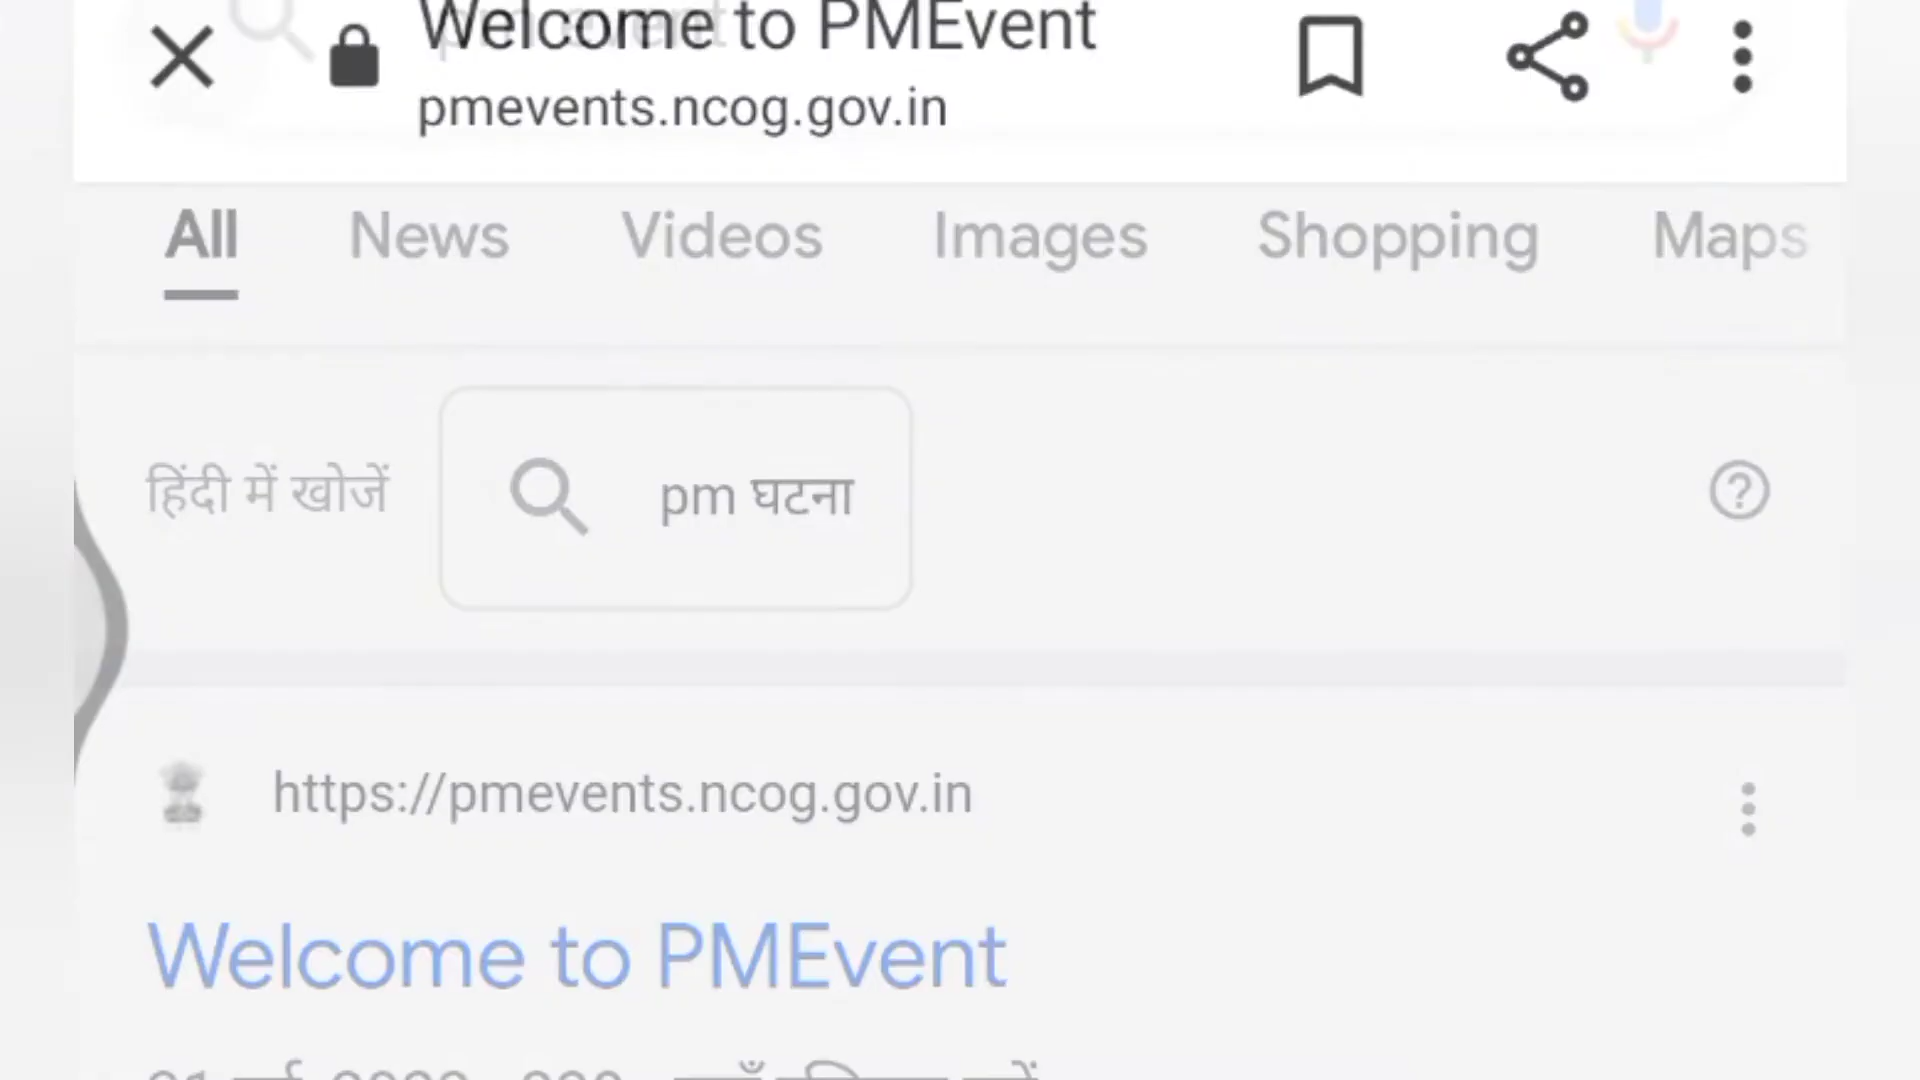 Welcome to PMEvent
pmevents.ncog.gov.in
All News Videos Images Shopping Maps
हिंदी में खोजें pm घटना
https://pmevents.ncog.gov.in
Welcome to PMEvent